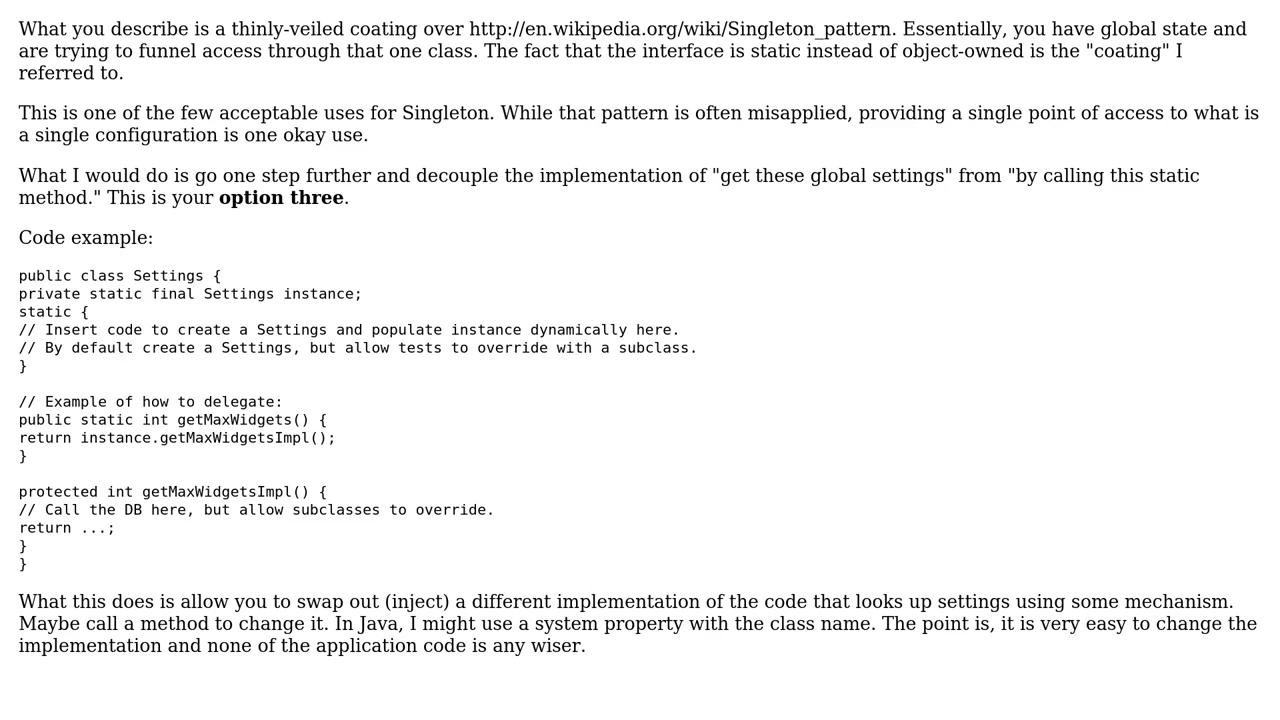 What you describe is a thinly-veiled coating over http://en.wikipedia.org/wiki/Singleton_pattern. Essentially, you have global state and
are trying to funnel access through that one class. The fact that the interface is static instead of object-owned is the "coating" I
referred to.
This is one of the few acceptable uses for Singleton. While that pattern is often misapplied, providing a single point of access to what is
a single configuration is one okay use.
What I would do is go one step further and decouple the implementation of "get these global settings" from "by calling this static
method." This is your option three.
Code example:
public class Settings {
private static final Settings instance;
static {
// Insert code to create a Settings and populate instance dynamically here.
// By default create a Settings, but allow tests to override with a subclass.
}
// Example of how to delegate:
public static int getMaxWidgets() {
return instance.getMaxWidgetsImpl();
}
protected int getMaxWidgetsImpl() {
// Call the DB here, but allow subclasses to override.
return ...;
}
}
What this does is allow you to swap out (inject) a different implementation of the code that looks up settings using some mechanism.
Maybe call a method to change it. In Java, I might use a system property with the class name. The point is, it is very easy to change the
implementation and none of the application code is any wiser.